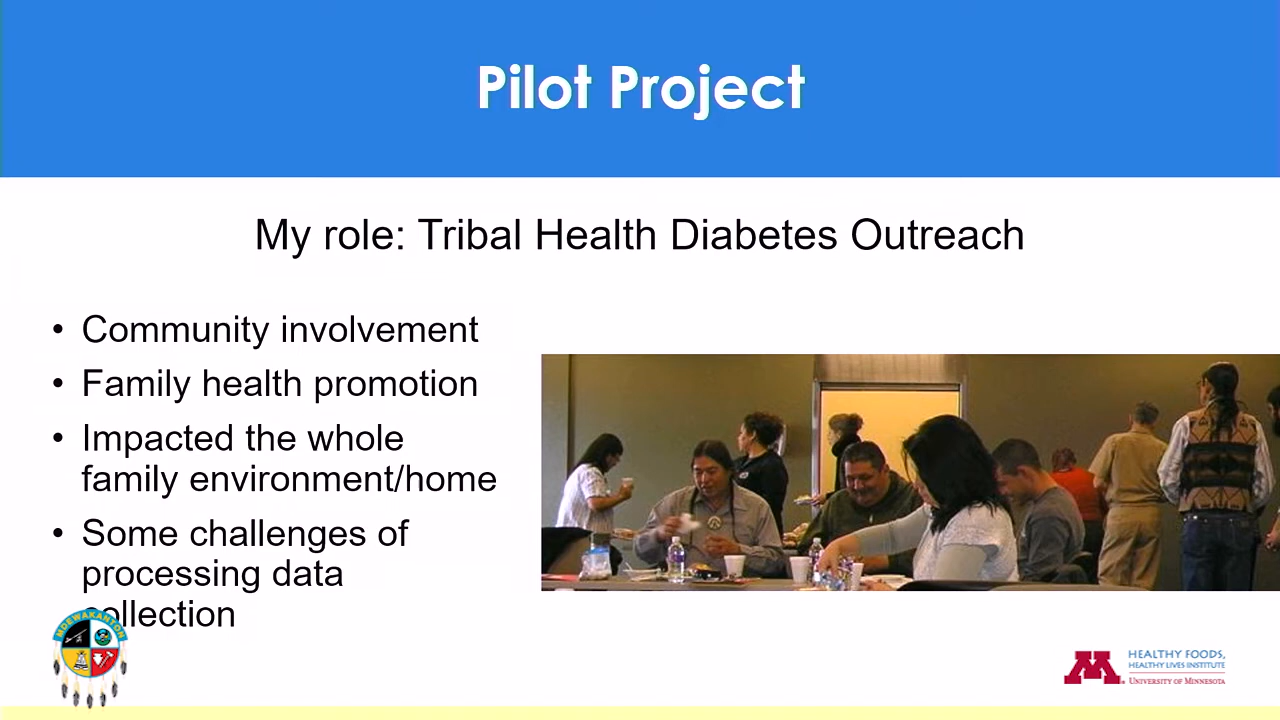 Pilot Project
My role: Tribal Health Diabetes Outreach
• Community involvement
• Family health promotion
• Impacted the whole
family environment/home
• Some challenges of
processing data
collection
MDEWAKANTON
HEALTHY FOODS,
HEALTHY LIVES INSTITUTE
M
UNIVERSITY OF MINNESOTA